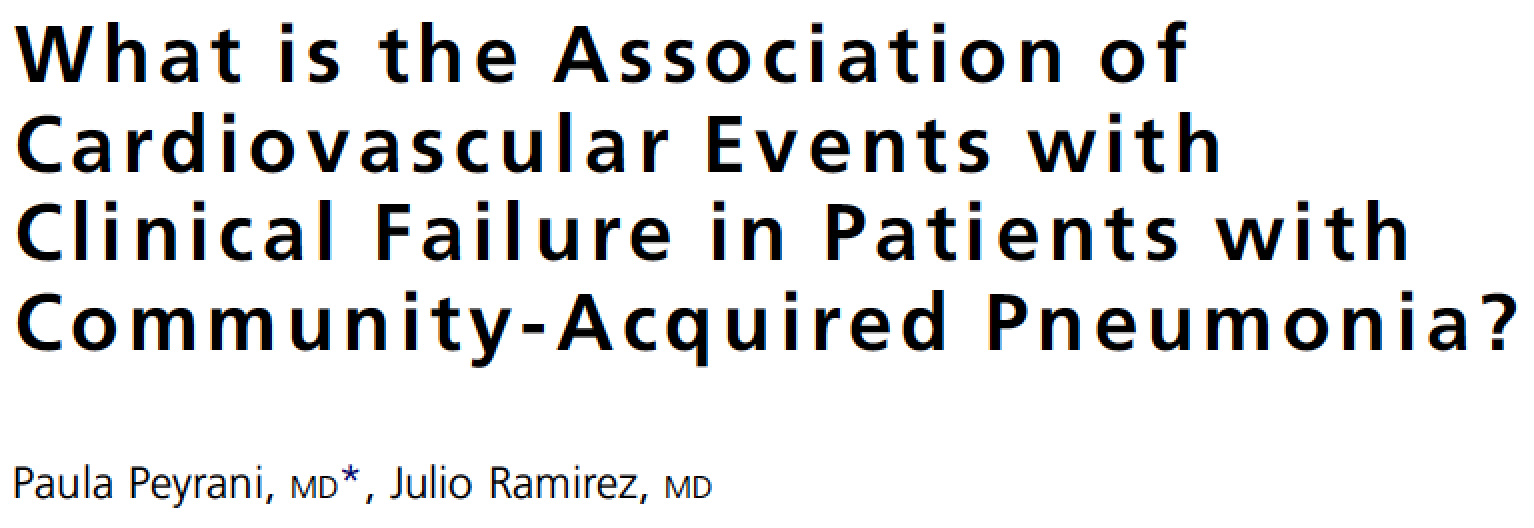 What is the Association of
Cardiovascular Events with
Clinical Failure in Patients with
Community-Acquired Pneumonia?
Paula Peyrani, MD*, Julio Ramirez, MD